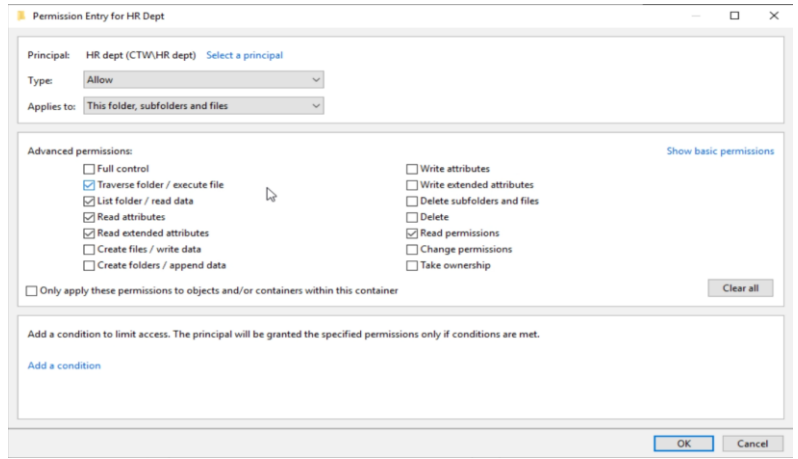 Permission Entry for HR Dept
Principal: HR dept (CTW\HR dept) Select a principal
Type: Allow
Applies to: This folder, subfolders and files
Advanced permissions: Show basic permissions
Full control
Traverse folder / execute file
List folder / read data
Read attributes
Read extended attributes
Create files / write data
Create folders / append data
Write attributes
Write extended attributes
Delete subfolders and files
Delete
Read permissions
Change permissions
Take ownership
Only apply these permissions to objects and/or containers within this container
Clear all
Add a condition to limit access. The principal will be granted the specified permissions only if conditions are met.
Add a condition
OK Cancel